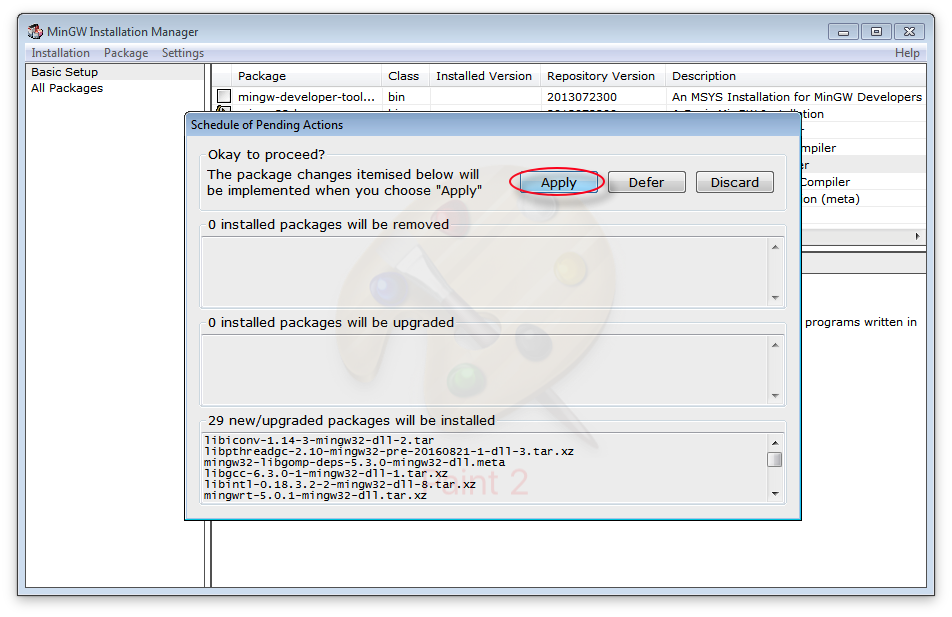 MinGW Installation Manager
Installation Package Settings Help
Basic Setup
All Packages
Package Class Installed Version Repository Version Description
mingw-developer-tool... bin 2013072300 An MSYS Installation for MinGW Developers
Schedule of Pending Actions
Okay to proceed?
The package changes itemised below will
be implemented when you choose "Apply"
Apply Defer Discard
Compiler
on (meta)
0 installed packages will be removed
programs written in
0 installed packages will be upgraded
29 new/upgraded packages will be installed
libiconv-1.14-3-mingw32-dll-2.tar
libpthreadgc-2.10-mingw32-pre-20160821-1-dll-3.tar.xz
mingw32-libgomp-deps-5.3.0-mingw32-dll.meta
libgcc-6.3.0-1-mingw32-dll-1.tar.xz
libintl-0.18.3.2-2-mingw32-dll-8.tar.xz
mingwrt-5.0.1-mingw32-dll.tar.xz
Paint 2